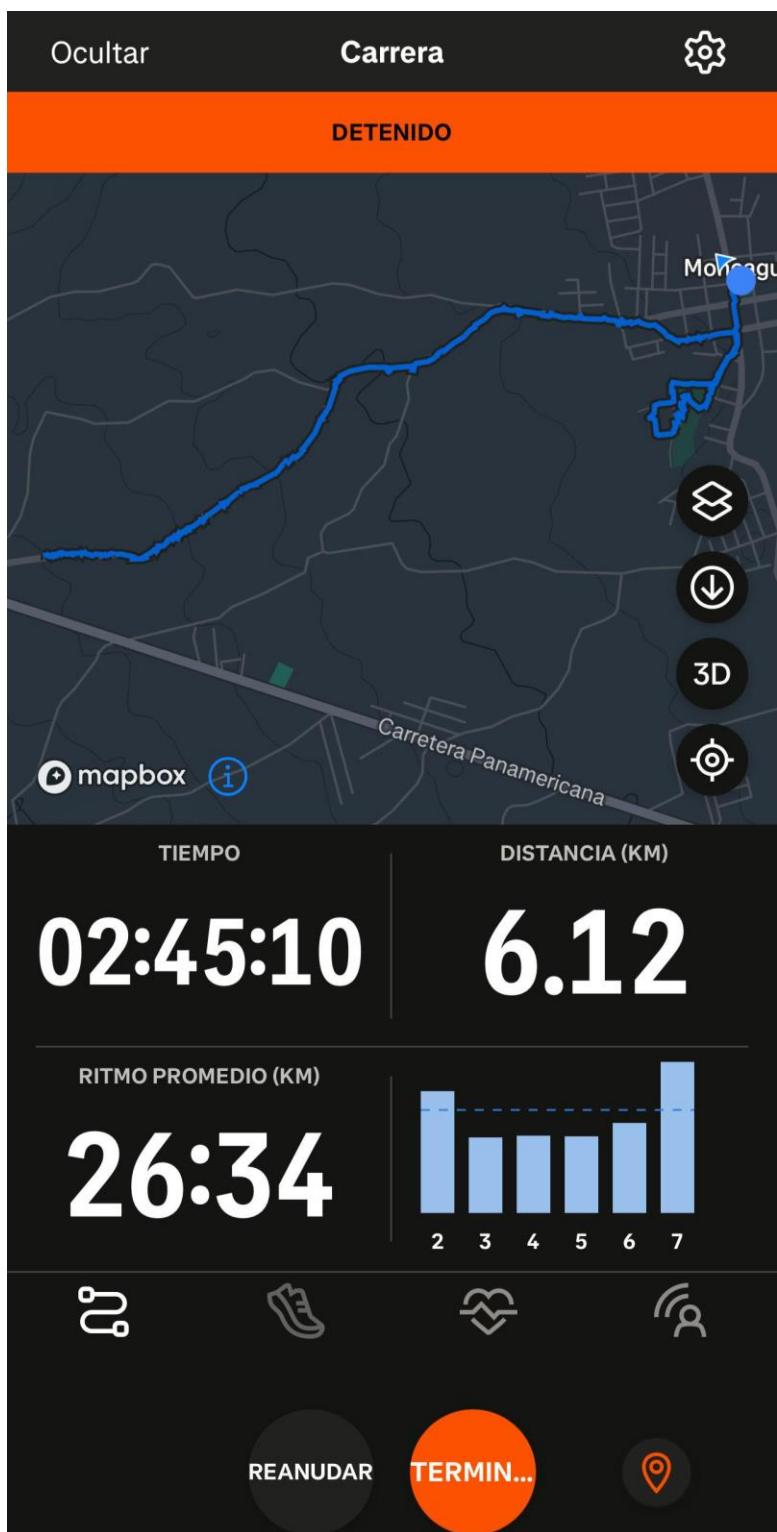 Ocultar
Carrera
DETENIDO
3D
Carretera Panamericana
mapbox
TIEMPO
DISTANCIA (KM)
02:45:10
6.12
RITMO PROMEDIO (KM)
26:34
2 3 4 5 6 7
REANUDAR
TERMIN...